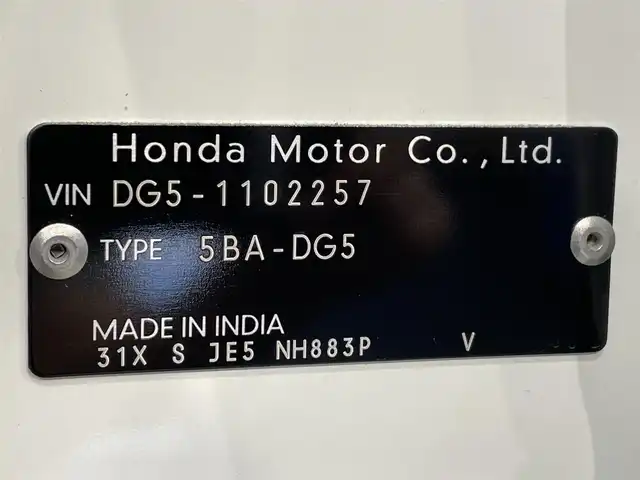 Honda Motor Co., Ltd.
VIN DG5-1102257
TYPE 5BA-DG5
MADE IN INDIA
31X S JE5 NH883P V